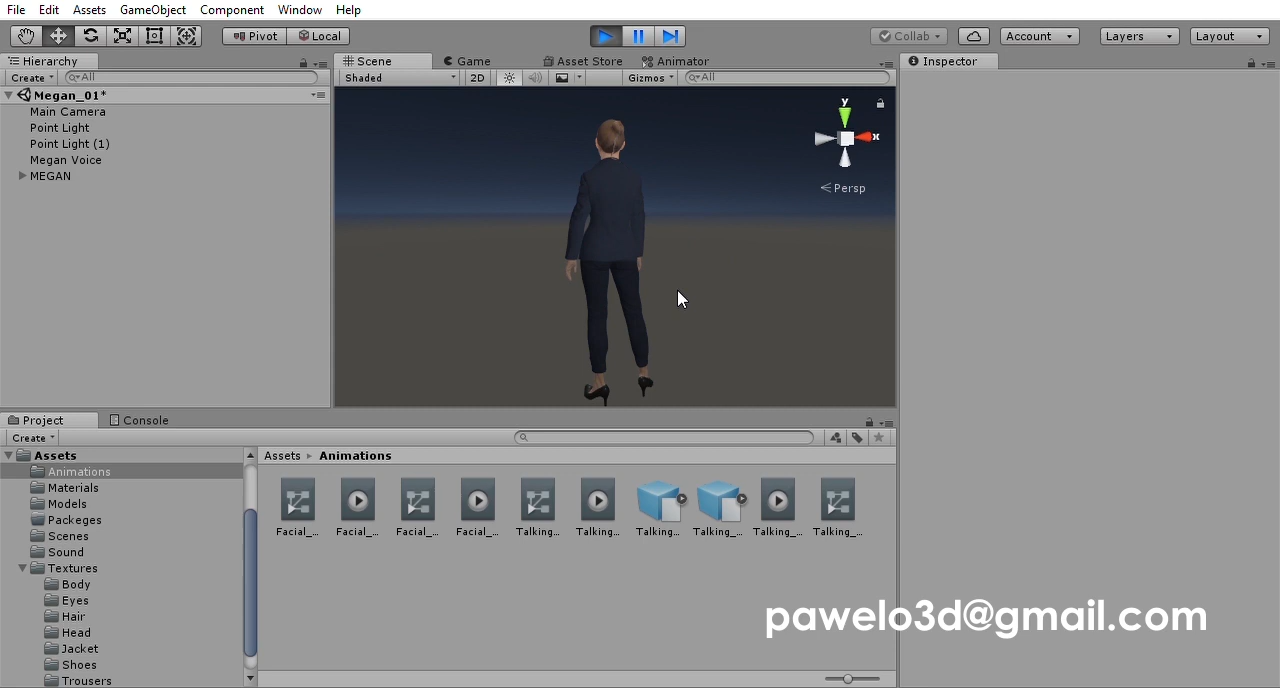 File Edit Assets GameObject Component Window Help
Pivot Local Collab Account Layers Layout
Hierarchy
Create All
Megan_01*
Main Camera
Point Light
Point Light (1)
Megan Voice
MEGAN
Scene Game Asset Store Animator
Shaded 2D Gizmos All
y
x
Persp
Inspector
Project Console
Create
Assets
Animations
Materials
Models
Packeges
Scenes
Sound
Textures
Body
Eyes
Hair
Head
Jacket
Shoes
Trousers
Assets Animations
Facial_... Facial_... Facial_... Facial_... Talking... Talking... Talking... Talking_... Talking_... Talking_...
pawelo3d@gmail.com